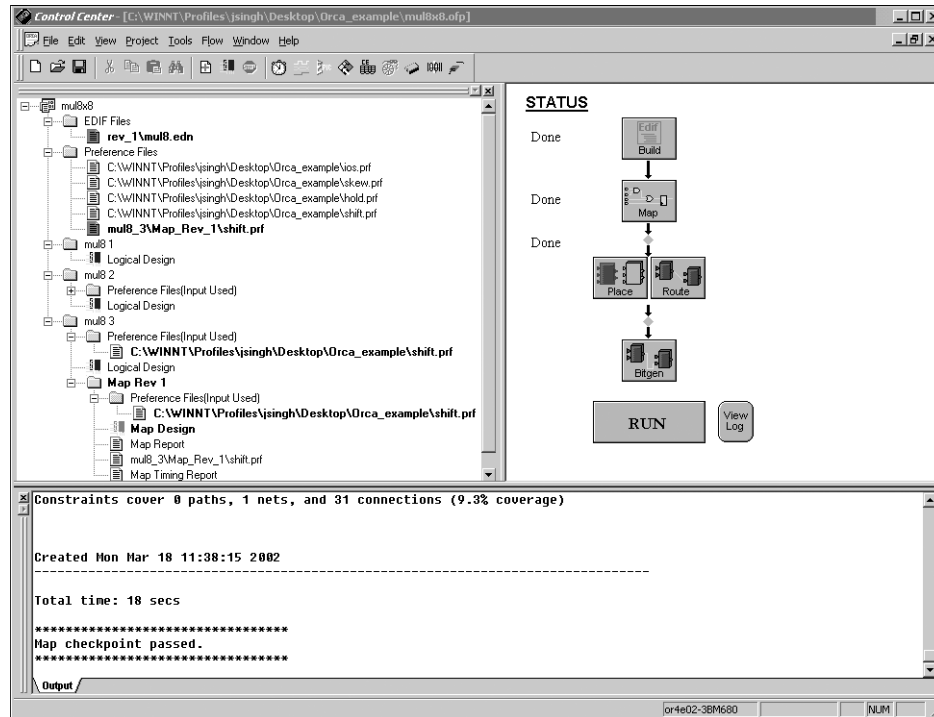 Control Center - [C:\WINNT\Profiles\jsingh\Desktop\Orca_example\mul8x8.ofp]
File Edit View Project Tools Flow Window Help
mul8x8
EDIF Files
rev_1\mul8.edn
Preference Files
C:\WINNT\Profiles\jsingh\Desktop\Orca_example\ios.prf
C:\WINNT\Profiles\jsingh\Desktop\Orca_example\skew.prf
C:\WINNT\Profiles\jsingh\Desktop\Orca_example\hold.prf
C:\WINNT\Profiles\jsingh\Desktop\Orca_example\shift.prf
mul8_3\Map_Rev_1\shift.prf
mul8 1
Logical Design
mul8 2
Preference Files(Input Used)
Logical Design
mul8 3
Preference Files(Input Used)
C:\WINNT\Profiles\jsingh\Desktop\Orca_example\shift.prf
Logical Design
Map Rev 1
Preference Files(Input Used)
C:\WINNT\Profiles\jsingh\Desktop\Orca_example\shift.prf
Map Design
Map Report
mul8_3\Map_Rev_1\shift.prf
Map Timing Report
STATUS
Done
Edif
Build
Done
Map
Done
Place Route
Bitgen
RUN
View
Log
Constraints cover 0 paths, 1 nets, and 31 connections (9.3% coverage)
Created Mon Mar 18 11:38:15 2002
--------------------------------------------------------------------------------
Total time: 18 secs
*********************************
Map checkpoint passed.
*********************************
Output
or4e02-3BM680
NUM